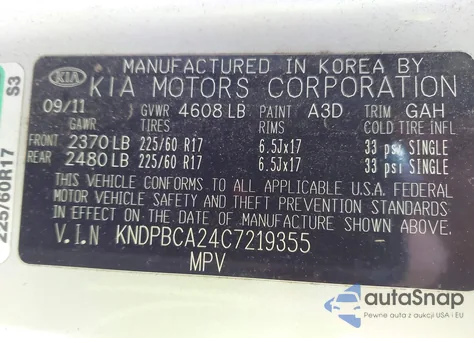 MANUFACTURED IN KOREA BY
KIA KIA MOTORS CORPORATION
09/11 GVWR 4608 LB PAINT A3D TRIM GAH
GAWR TIRES RIMS COLD TIRE INFL
FRONT 2370 LB 225/60 R17 6.5Jx17 33 psi SINGLE
REAR 2480 LB 225/60 R17 6.5Jx17 33 psi SINGLE
THIS VEHICLE CONFORMS TO ALL APPLICABLE U.S.A. FEDERAL
MOTOR VEHICLE SAFETY AND THEFT PREVENTION STANDARDS
IN EFFECT ON THE DATE OF MANUFACTURE SHOWN ABOVE.
V.I.N KNDPBCA24C7219355
MPV
225/60R17 S3
autoSnap
Pewne auta z aukcji USA i EU